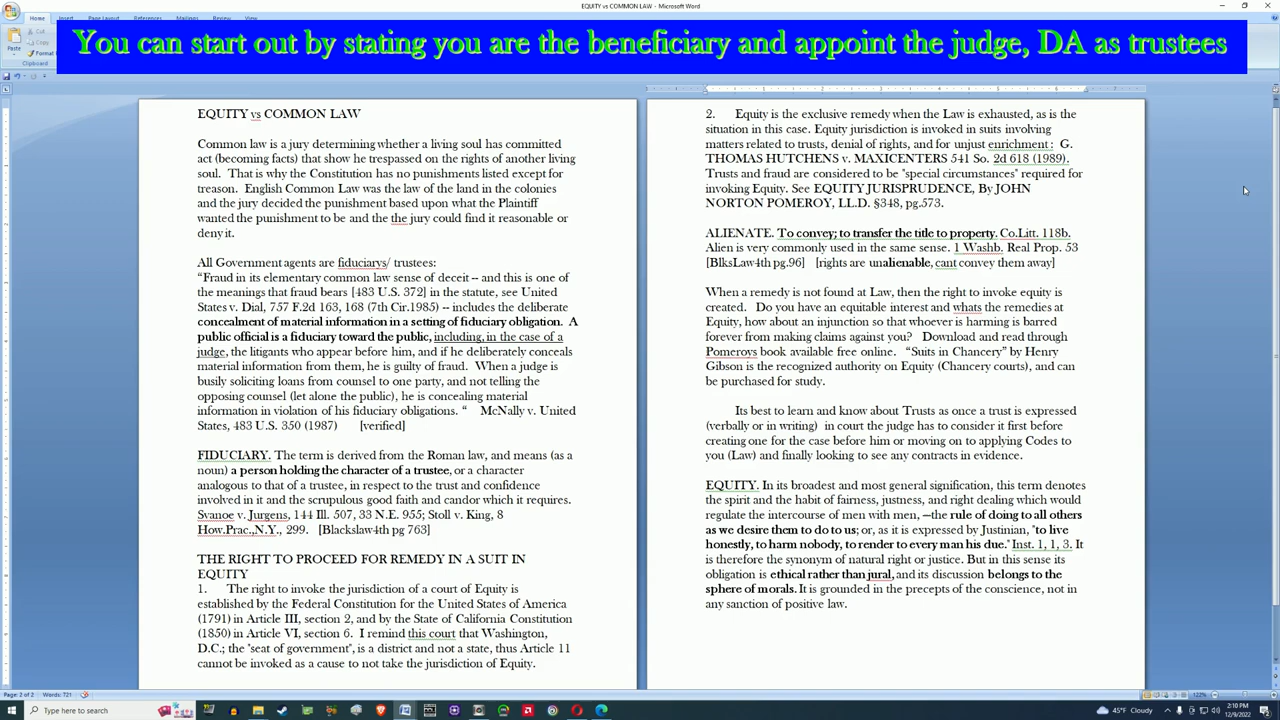 EQUITY vs COMMON LAW - Microsoft Word
Home Insert Page Layout References Mailings Review View
You can start out by stating you are the beneficiary and appoint the judge, DA as trustees
Cut
Copy
Paste
Format
Clipboard
EQUITY vs COMMON LAW
Common law is a jury determining whether a living soul has committed
act (becoming facts) that show he trespassed on the rights of another living
soul. That is why the Constitution has no punishments listed except for
treason. English Common Law was the law of the land in the colonies
and the jury decided the punishment based upon what the Plaintiff
wanted the punishment to be and the the jury could find it reasonable or
deny it.
All Government agents are fiduciarys/ trustees:
“Fraud in its elementary common law sense of deceit -- and this is one of
the meanings that fraud bears [483 U.S. 372] in the statute, see United
States v. Dial, 757 F.2d 163, 168 (7th Cir.1985) -- includes the deliberate
concealment of material information in a setting of fiduciary obligation. A
public official is a fiduciary toward the public, including, in the case of a
judge, the litigants who appear before him, and if he deliberately conceals
material information from them, he is guilty of fraud. When a judge is
busily soliciting loans from counsel to one party, and not telling the
opposing counsel (let alone the public), he is concealing material
information in violation of his fiduciary obligations. “ McNally v. United
States, 483 U.S. 350 (1987) [verified]
FIDUCIARY. The term is derived from the Roman law, and means (as a
noun) a person holding the character of a trustee, or a character
analogous to that of a trustee, in respect to the trust and confidence
involved in it and the scrupulous good faith and candor which it requires.
Svanoe v. Jurgens, 144 Ill. 507, 33 N.E. 955; Stoll v. King, 8
How.Prac.,N.Y., 299. [Blackslaw4th pg 763]
THE RIGHT TO PROCEED FOR REMEDY IN A SUIT IN
EQUITY
1. The right to invoke the jurisdiction of a court of Equity is
established by the Federal Constitution for the United States of America
(1791) in Article III, section 2, and by the State of California Constitution
(1850) in Article VI, section 6. I remind this court that Washington,
D.C.; the "seat of government", is a district and not a state, thus Article 11
cannot be invoked as a cause to not take the jurisdiction of Equity.
2. Equity is the exclusive remedy when the Law is exhausted, as is the
situation in this case. Equity jurisdiction is invoked in suits involving
matters related to trusts, denial of rights, and for unjust enrichment : G.
THOMAS HUTCHENS v. MAXICENTERS 541 So. 2d 618 (1989).
Trusts and fraud are considered to be "special circumstances" required for
invoking Equity. See EQUITY JURISPRUDENCE, By JOHN
NORTON POMEROY, LL.D. §348, pg.573.
ALIENATE. To convey; to transfer the title to property. Co.Litt. 118b.
Alien is very commonly used in the same sense. 1 Washb. Real Prop. 53
[BlksLaw4th pg.96] [rights are unalienable, cant convey them away]
When a remedy is not found at Law, then the right to invoke equity is
created. Do you have an equitable interest and whats the remedies at
Equity, how about an injunction so that whoever is harming is barred
forever from making claims against you? Download and read through
Pomeroys book available free online. “Suits in Chancery” by Henry
Gibson is the recognized authority on Equity (Chancery courts), and can
be purchased for study.
Its best to learn and know about Trusts as once a trust is expressed
(verbally or in writing) in court the judge has to consider it first before
creating one for the case before him or moving on to applying Codes to
you (Law) and finally looking to see any contracts in evidence.
EQUITY. In its broadest and most general signification, this term denotes
the spirit and the habit of fairness, justness, and right dealing which would
regulate the intercourse of men with men, —the rule of doing to all others
as we desire them to do to us; or, as it is expressed by Justinian, "to live
honestly, to harm nobody, to render to every man his due." Inst. 1, 1, 3. It
is therefore the synonym of natural right or justice. But in this sense its
obligation is ethical rather than jural, and its discussion belongs to the
sphere of morals. It is grounded in the precepts of the conscience, not in
any sanction of positive law.
Page: 2 of 2 Words: 721
122%
Type here to search
45°F Cloudy
2:10 PM
12/9/2022